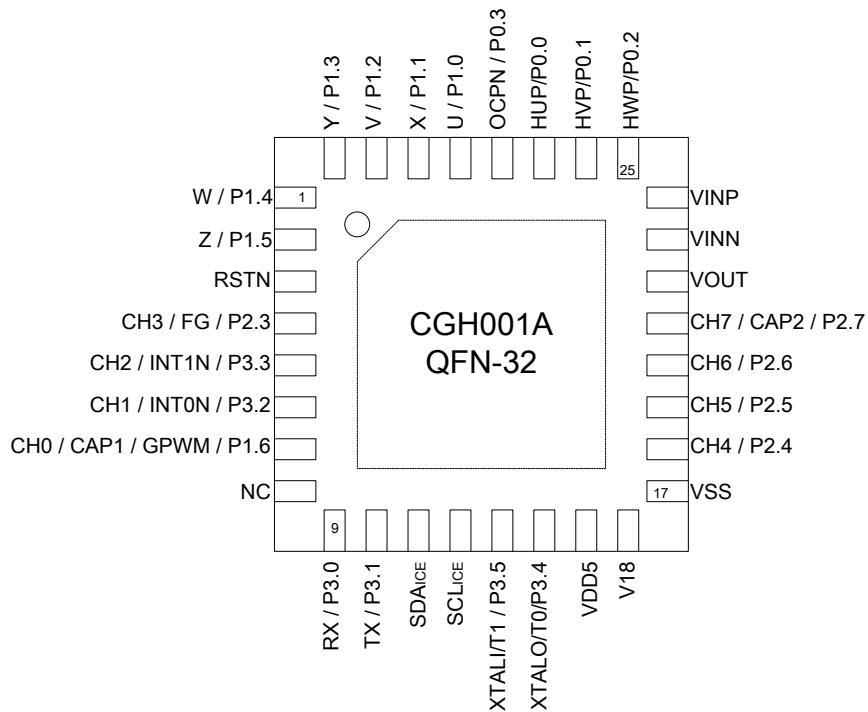 Y / P1.3
V / P1.2
X / P1.1
U / P1.0
OCPN / P0.3
HUP/P0.0
HVP/P0.1
HWP/P0.2
25
W / P1.4
1
Z / P1.5
RSTN
CH3 / FG / P2.3
CH2 / INT1N / P3.3
CH1 / INT0N / P3.2
CH0 / CAP1 / GPWM / P1.6
NC
CGH001A
QFN-32
VINP
VINN
VOUT
CH7 / CAP2 / P2.7
CH6 / P2.6
CH5 / P2.5
CH4 / P2.4
17
VSS
9
RX / P3.0
TX / P3.1
SDAICE
SCLICE
XTALI/T1 / P3.5
XTALO/T0/P3.4
VDD5
V18